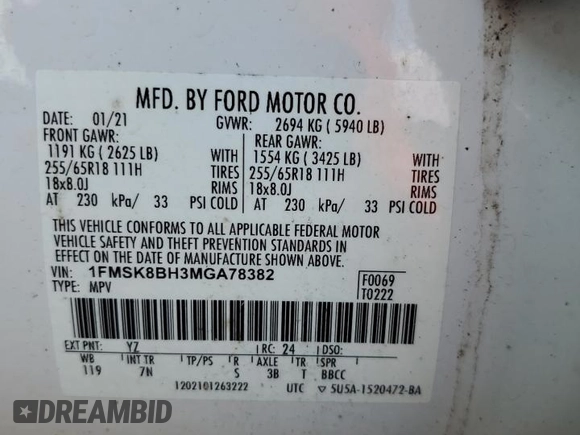 MFD. BY FORD MOTOR CO.
DATE: 01/21 GVWR: 2694 KG ( 5940 LB)
FRONT GAWR: REAR GAWR:
1191 KG ( 2625 LB) WITH 1554 KG ( 3425 LB) WITH
255/65R18 111H TIRES 255/65R18 111H TIRES
18x8.0J RIMS 18x8.0J RIMS
AT 230 kPa/ 33 PSI COLD AT 230 kPa/ 33 PSI COLD
THIS VEHICLE CONFORMS TO ALL APPLICABLE FEDERAL MOTOR
VEHICLE SAFETY AND THEFT PREVENTION STANDARDS IN
EFFECT ON THE DATE OF MANUFACTURE SHOWN ABOVE.
VIN: 1FMSK8BH3MGA78382 F0069
TYPE: MPV T0222
EXT PNT: YZ RC: 24 DSO:
WB INT TR TP/PS R AXLE TR SPR
119 7N S 3B T BBCC
1202101263222 UTC ▽ 5U5A-1520472-BA
AUTOHELPERBOT.COM